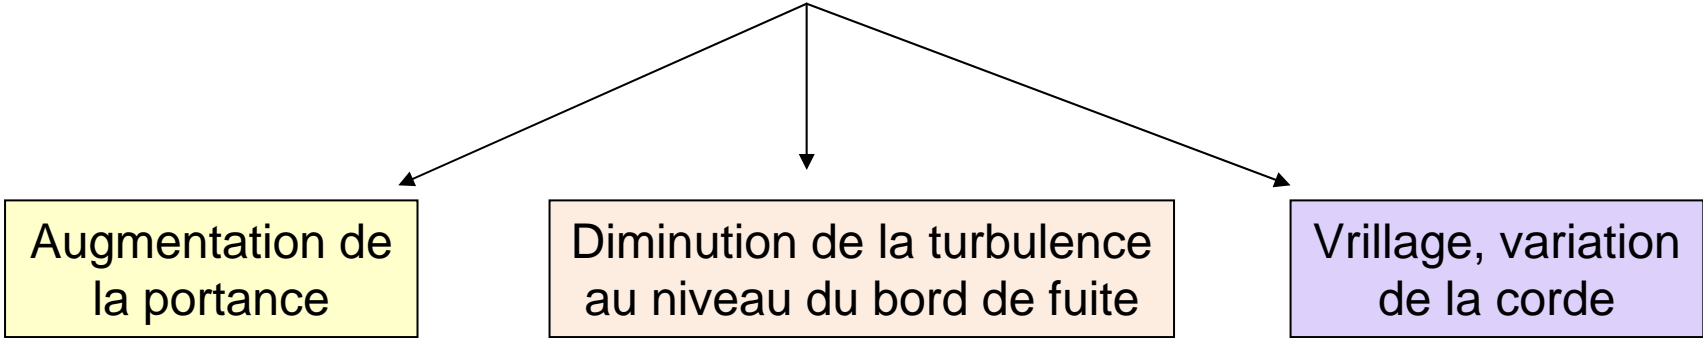 Augmentation de
la portance
Diminution de la turbulence
au niveau du bord de fuite
Vrillage, variation
de la corde